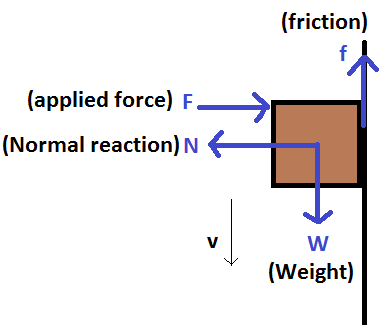 (friction)
f
(applied force) F
(Normal reaction) N
v
W
(Weight)